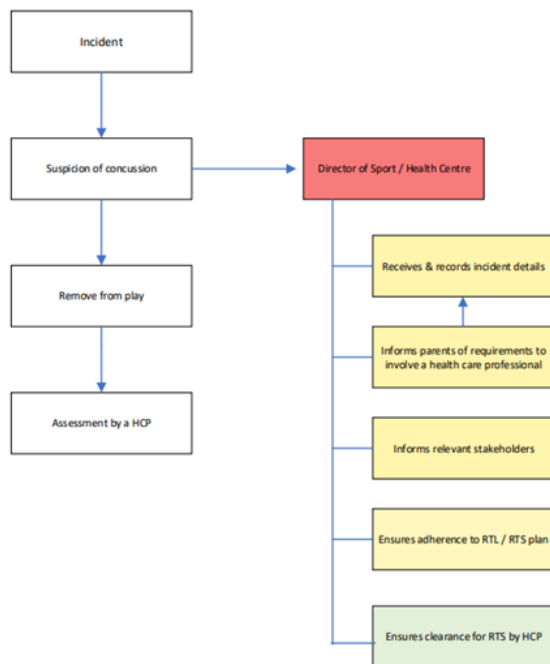 Incident
Suspicion of concussion
Director of Sport / Health Centre
Receives & records incident details
Remove from play
Informs parents of requirements to
involve a health care professional
Assessment by a HCP
Informs relevant stakeholders
Ensures adherence to RTL / RTS plan
Ensures clearance for RTS by HCP